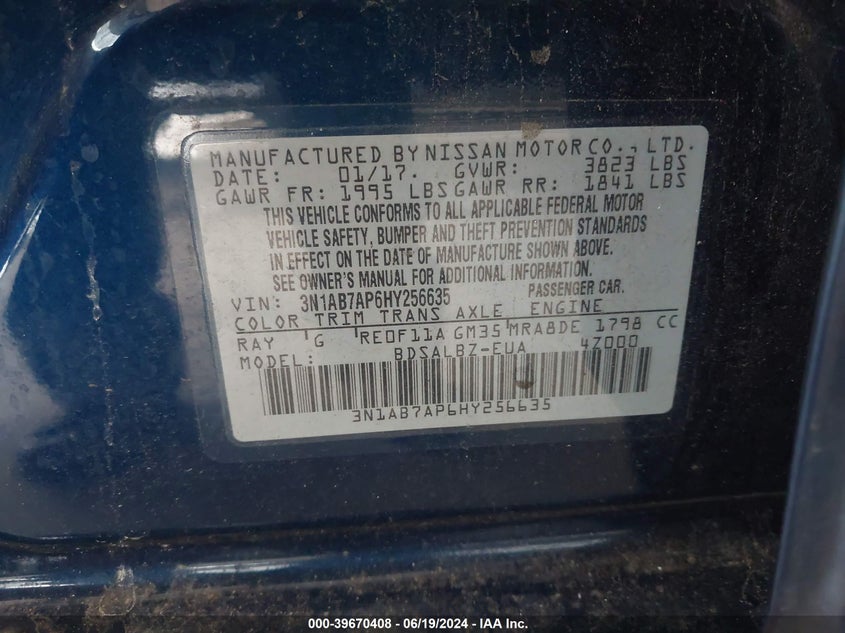 MANUFACTURED BY NISSAN MOTOR CO., LTD.
DATE: 01/17. GVWR: 3823 LBS
GAWR FR: 1995 LBS GAWR RR: 1841 LBS
THIS VEHICLE CONFORMS TO ALL APPLICABLE FEDERAL MOTOR
VEHICLE SAFETY, BUMPER AND THEFT PREVENTION STANDARDS
IN EFFECT ON THE DATE OF MANUFACTURE SHOWN ABOVE.
SEE OWNER'S MANUAL FOR ADDITIONAL INFORMATION.
VIN: 3N1AB7AP6HY256635 PASSENGER CAR.
COLOR TRIM TRANS AXLE ENGINE
RAY G RE0F11A GM35 MRA8DE 1798 CC
MODEL: BDSALBZ-EUA 4Z000
3N1AB7AP6HY256635
000-39670408 - 06/19/2024 - IAA Inc.